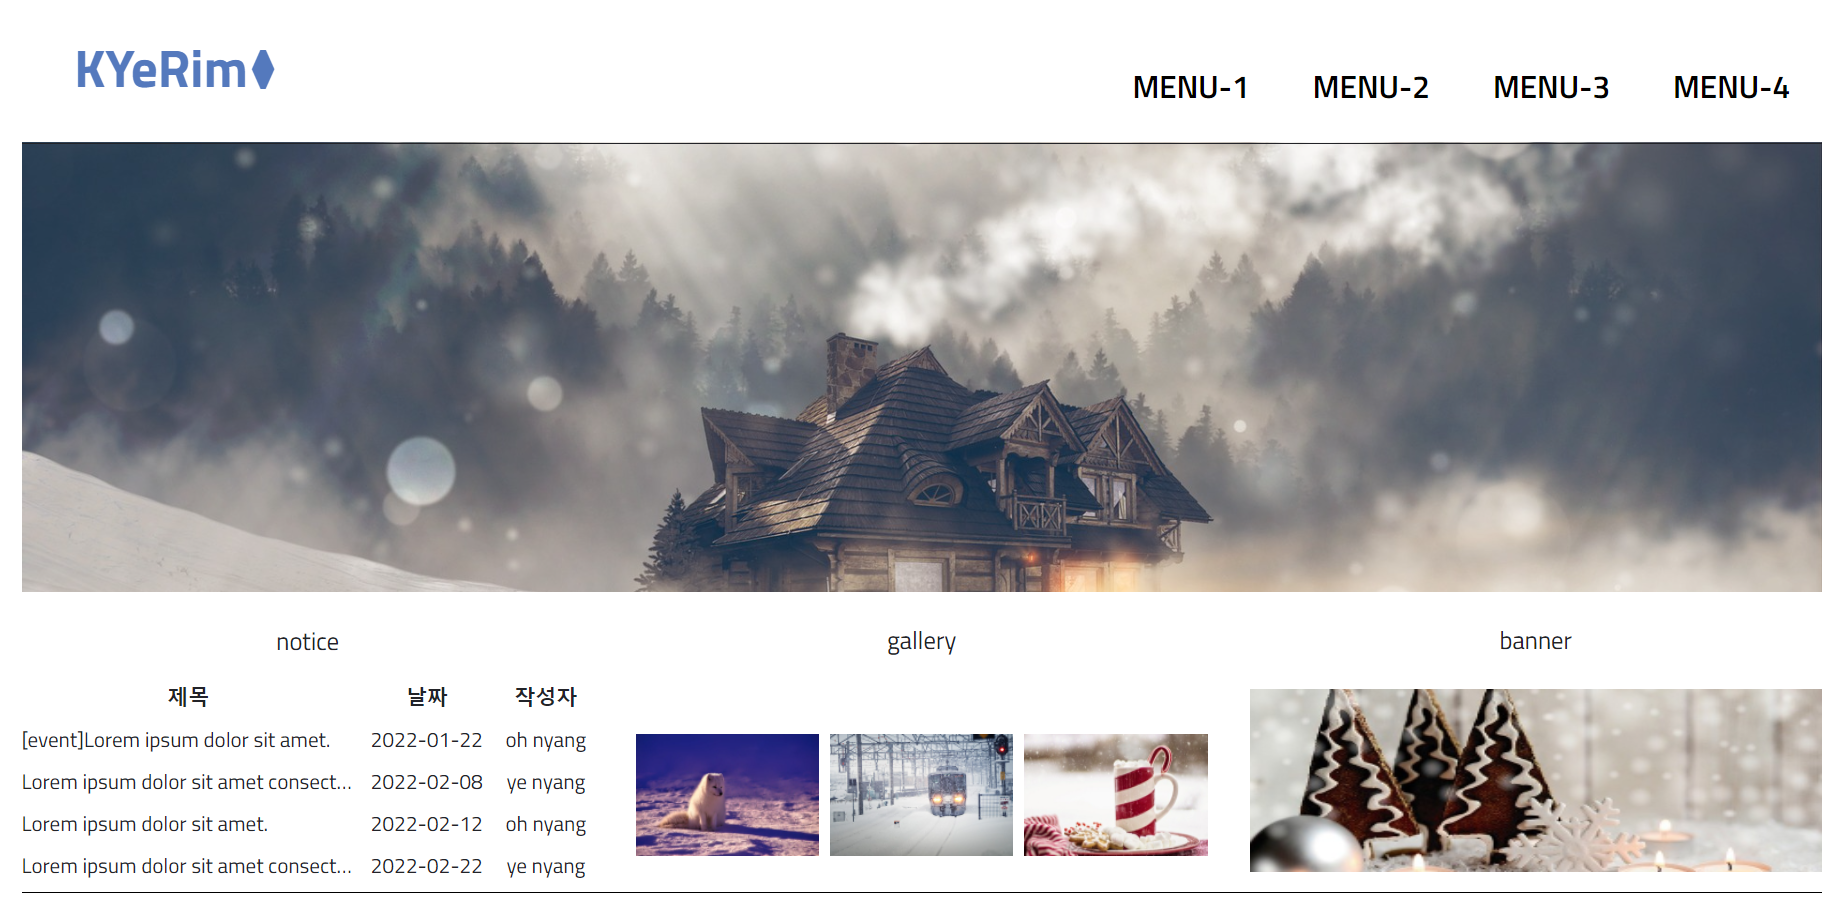 KYeRim
MENU-1 MENU-2 MENU-3 MENU-4
notice
제목 날짜 작성자
[event]Lorem ipsum dolor sit amet. 2022-01-22 oh nyang
Lorem ipsum dolor sit amet consect... 2022-02-08 ye nyang
Lorem ipsum dolor sit amet. 2022-02-12 oh nyang
Lorem ipsum dolor sit amet consect... 2022-02-22 ye nyang
gallery
banner